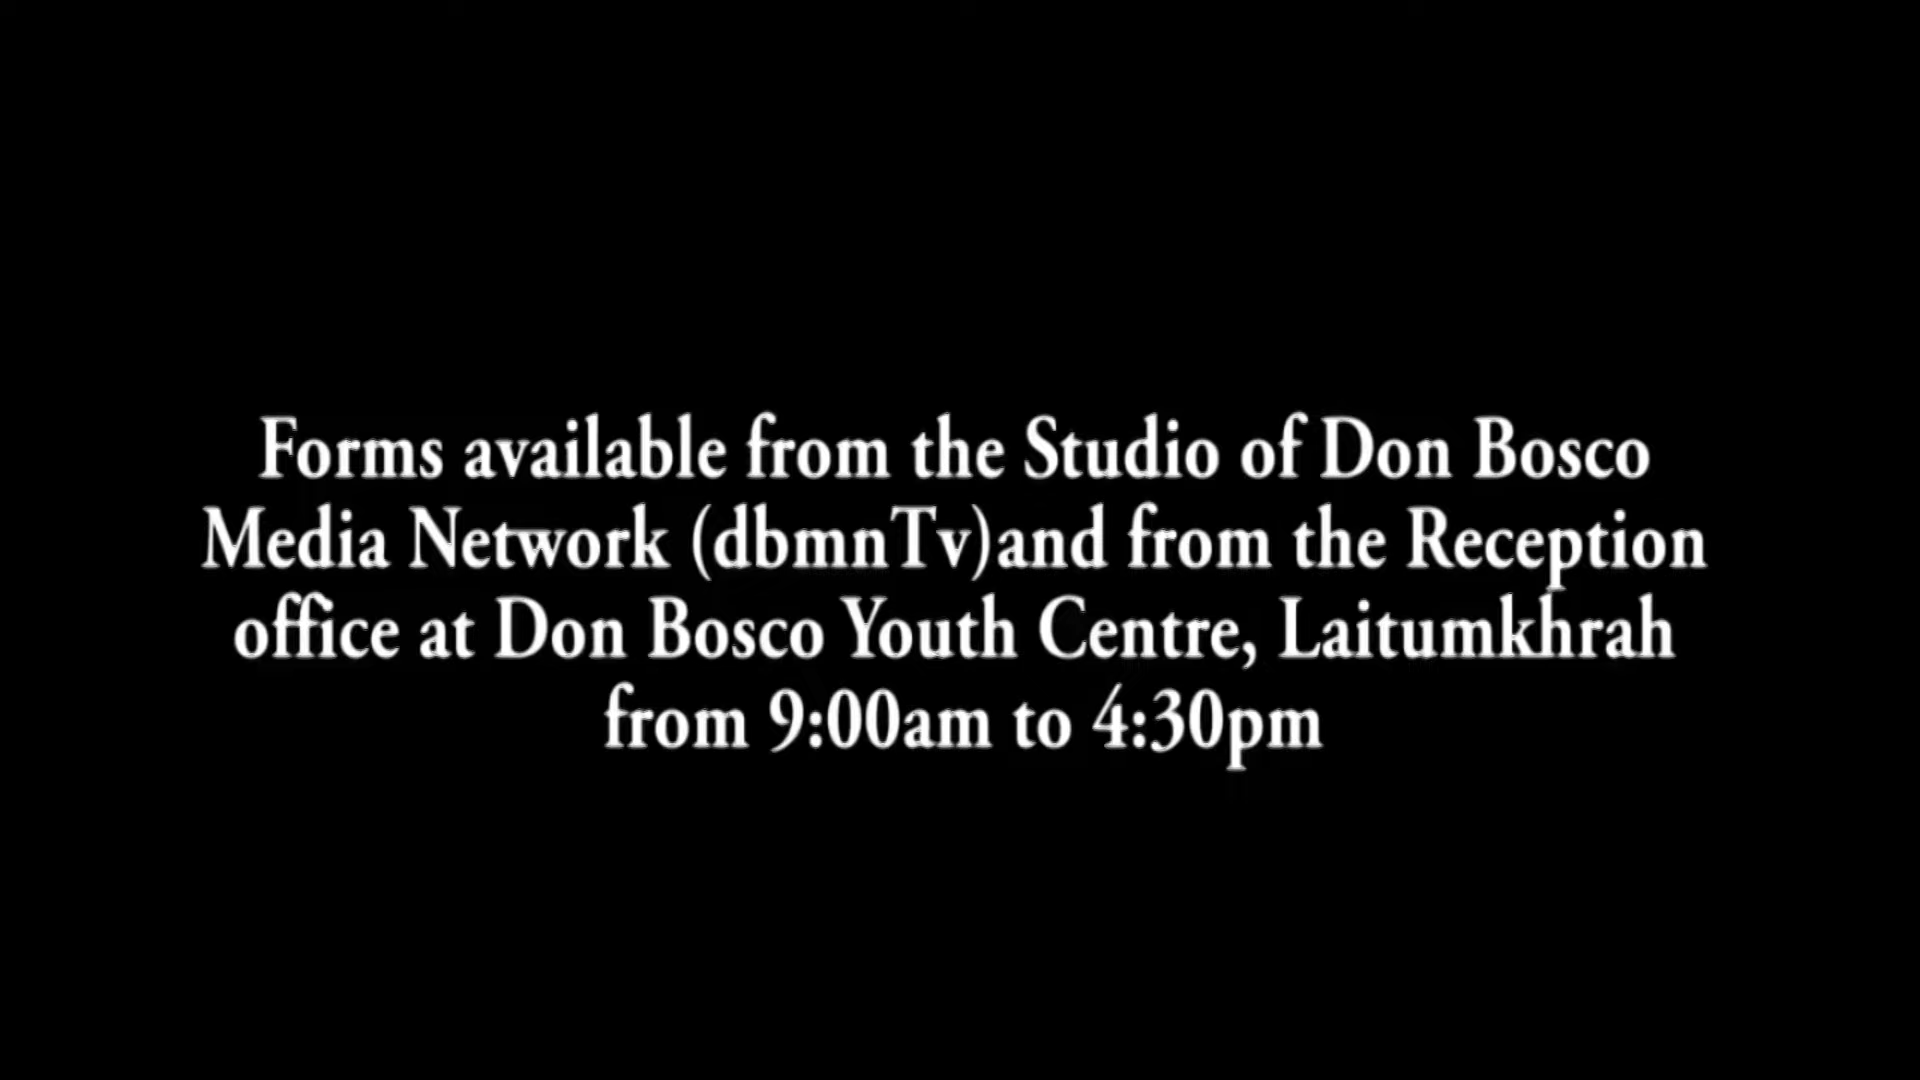 Forms available from the Studio of Don Bosco
Media Network (dbmnTv)and from the Reception
office at Don Bosco Youth Centre, Laitumkhrah
from 9:00am to 4:30pm